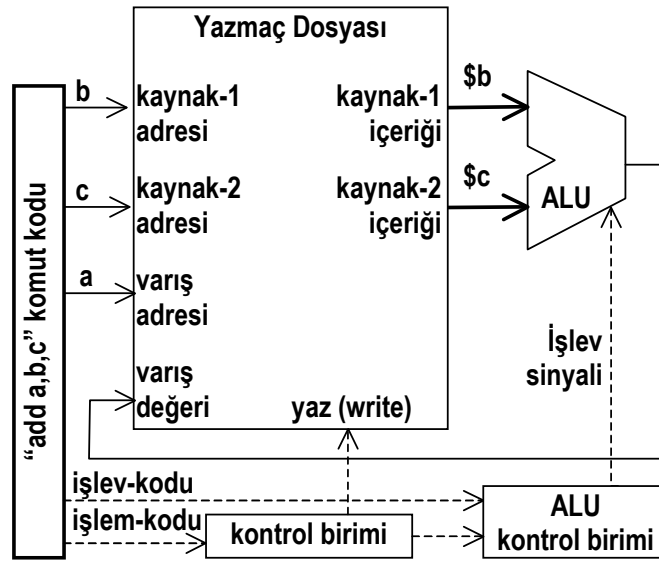 Yazmaç Dosyası
b
kaynak-1
adresi
kaynak-1
içeriği
$b
c
kaynak-2
adresi
kaynak-2
içeriği
$c
ALU
a
varış
adresi
varış
değeri
yaz (write)
İşlev
sinyali
“add a,b,c” komut kodu
işlev-kodu
işlem-kodu
kontrol birimi
ALU
kontrol birimi